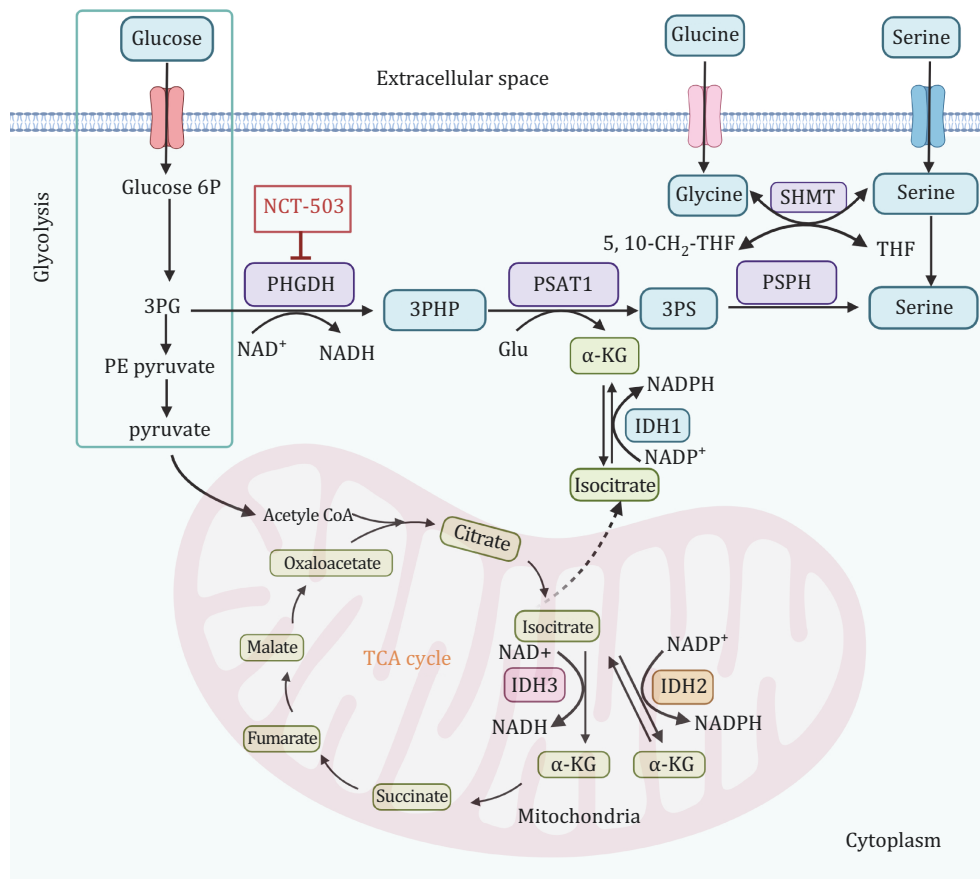 Glucose
Glucine
Serine
Extracellular space
Glycolysis
Glucose 6P
NCT-503
Glycine
SHMT
Serine
5, 10-CH₂-THF
THF
PHGDH
PSAT1
PSPH
3PG
3PHP
3PS
Serine
NAD⁺
NADH
Glu
α-KG
PE pyruvate
NADPH
IDH1
pyruvate
NADP⁺
Isocitrate
Acetyle CoA
Citrate
Oxaloacetate
Isocitrate
Malate
TCA cycle
NAD+
NADP⁺
IDH3
IDH2
NADH
NADPH
Fumarate
α-KG
α-KG
Succinate
Mitochondria
Cytoplasm